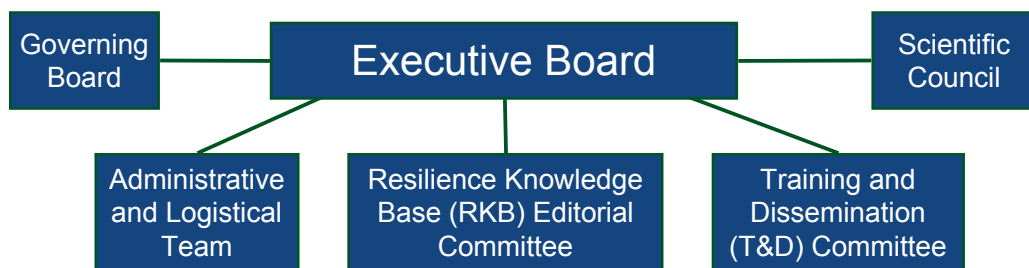 Governing
Board
Executive Board
Scientific
Council
Administrative
and Logistical
Team
Resilience Knowledge
Base (RKB) Editorial
Committee
Training and
Dissemination
(T&D) Committee